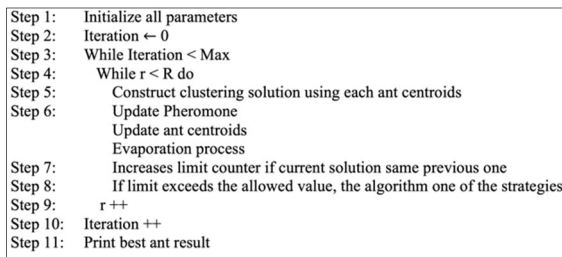 Step 1: Initialize all parameters
Step 2: Iteration ← 0
Step 3: While Iteration < Max
Step 4: While r < R do
Step 5: Construct clustering solution using each ant centroids
Step 6: Update Pheromone
Update ant centroids
Evaporation process
Step 7: Increases limit counter if current solution same previous one
Step 8: If limit exceeds the allowed value, the algorithm one of the strategies
Step 9: r ++
Step 10: Iteration ++
Step 11: Print best ant result